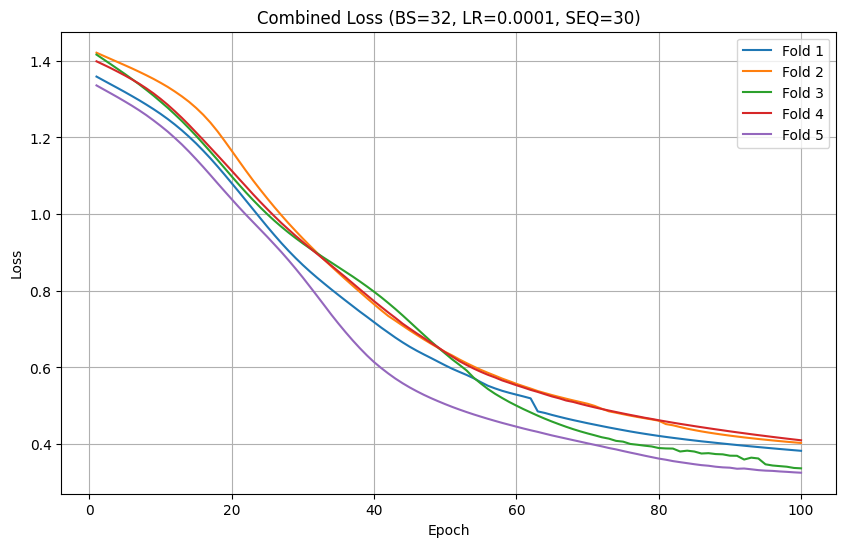 Combined Loss (BS=32, LR=0.0001, SEQ=30)
Fold 1
Fold 2
Fold 3
Fold 4
Fold 5
Loss
1.4
1.2
1.0
0.8
0.6
0.4
0 20 40 60 80 100
Epoch